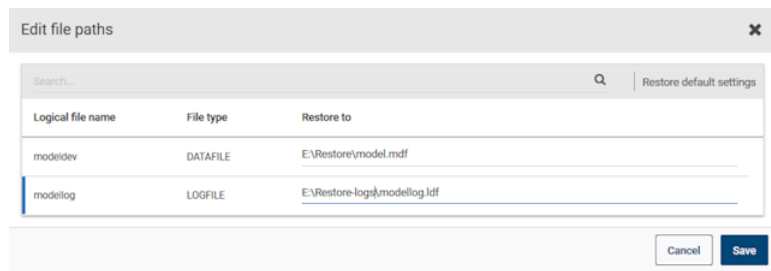 Edit file paths
Search...
Restore default settings
Logical file name File type Restore to
modeldev DATAFILE E:\Restore\model.mdf
modellog LOGFILE E:\Restore-logs\modellog.ldf
Cancel Save